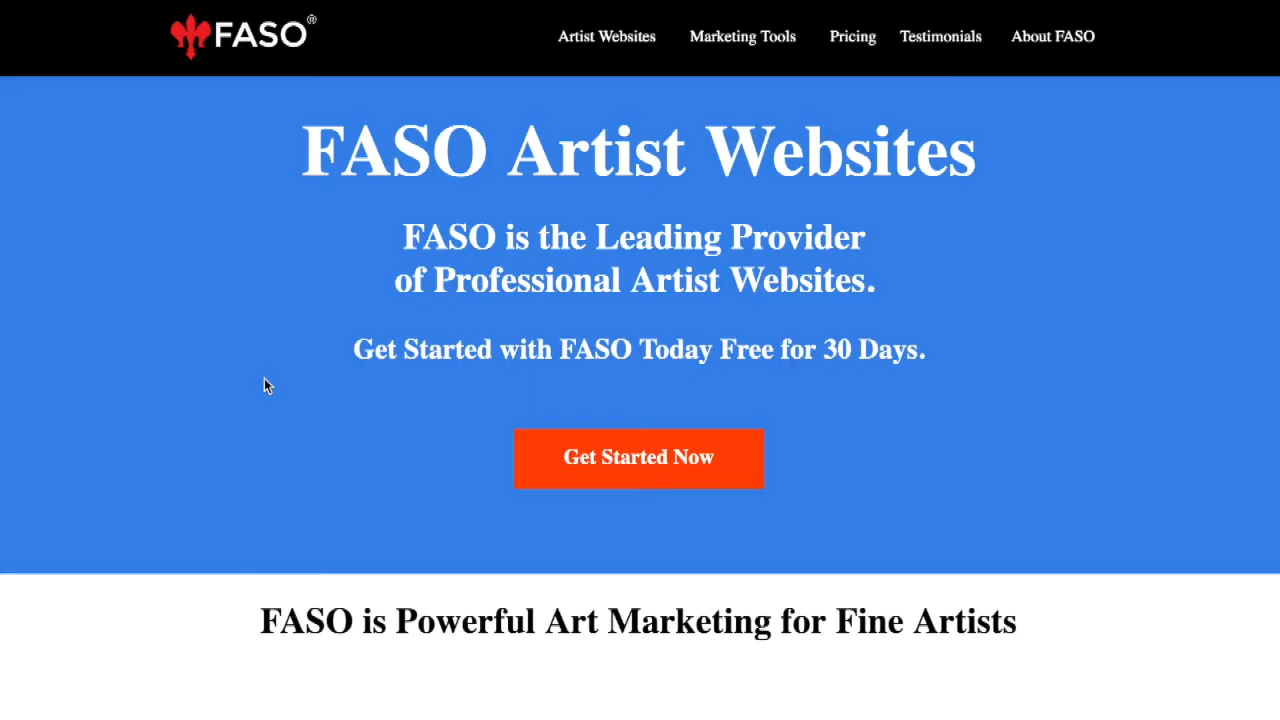 FASO®
Artist Websites Marketing Tools Pricing Testimonials About FASO
FASO Artist Websites
FASO is the Leading Provider
of Professional Artist Websites.
Get Started with FASO Today Free for 30 Days.
Get Started Now
FASO is Powerful Art Marketing for Fine Artists